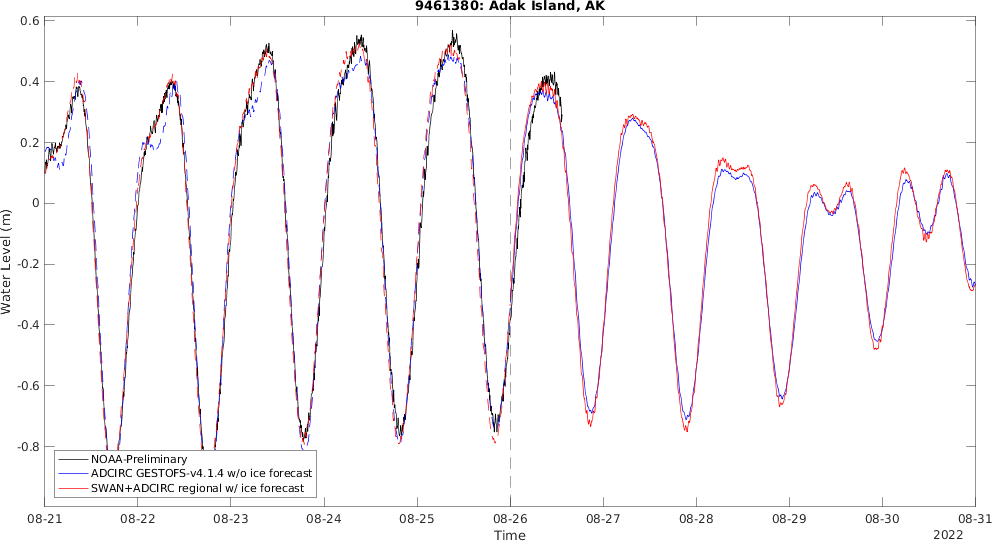 9461380: Adak Island, AK
0.6
0.4
0.2
0
-0.2
-0.4
-0.6
-0.8
Water Level (m)
NOAA-Preliminary
ADCIRC GESTOFS-v4.1.4 w/o ice forecast
SWAN+ADCIRC regional w/ ice forecast
08-21 08-22 08-23 08-24 08-25 08-26 08-27 08-28 08-29 08-30 08-31
Time
2022